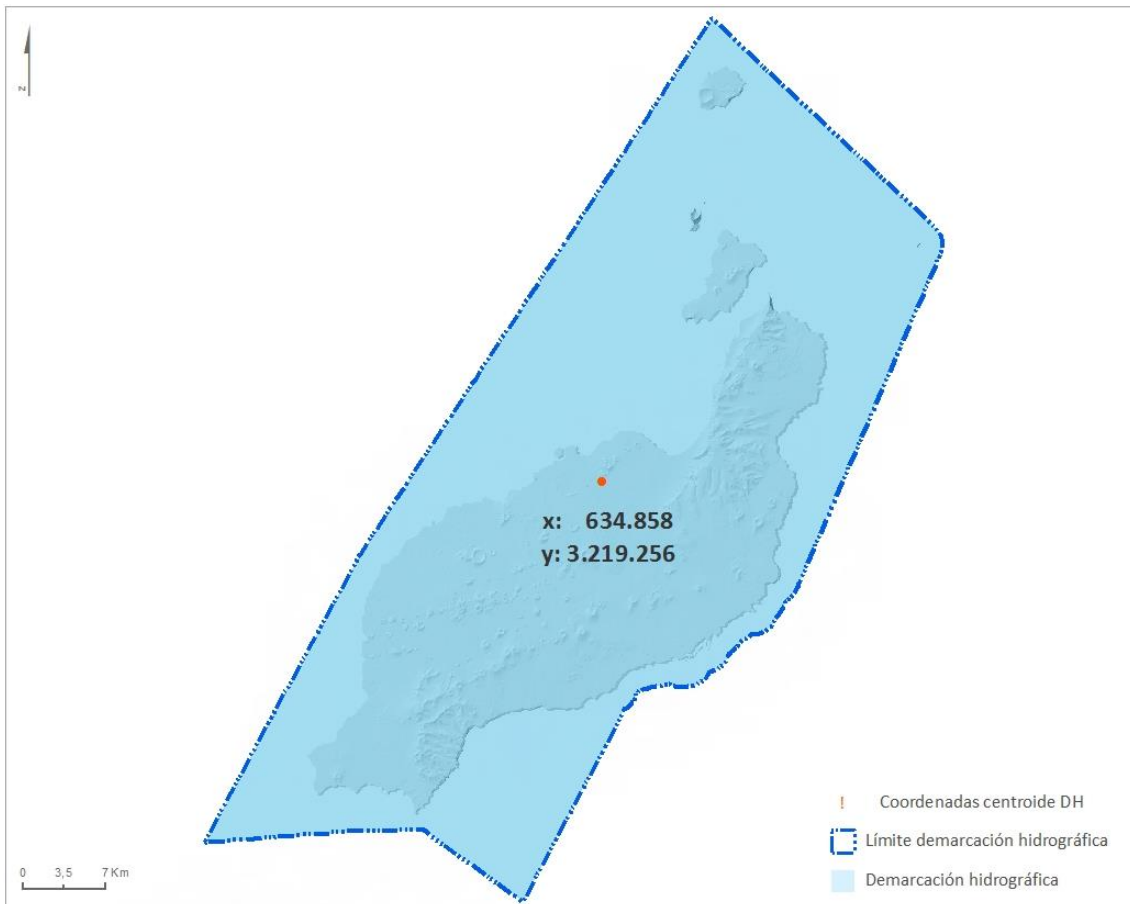 N
x: 634.858
y: 3.219.256
! Coordenadas centroide DH
Límite demarcación hidrográfica
Demarcación hidrográfica
0 3,5 7 Km